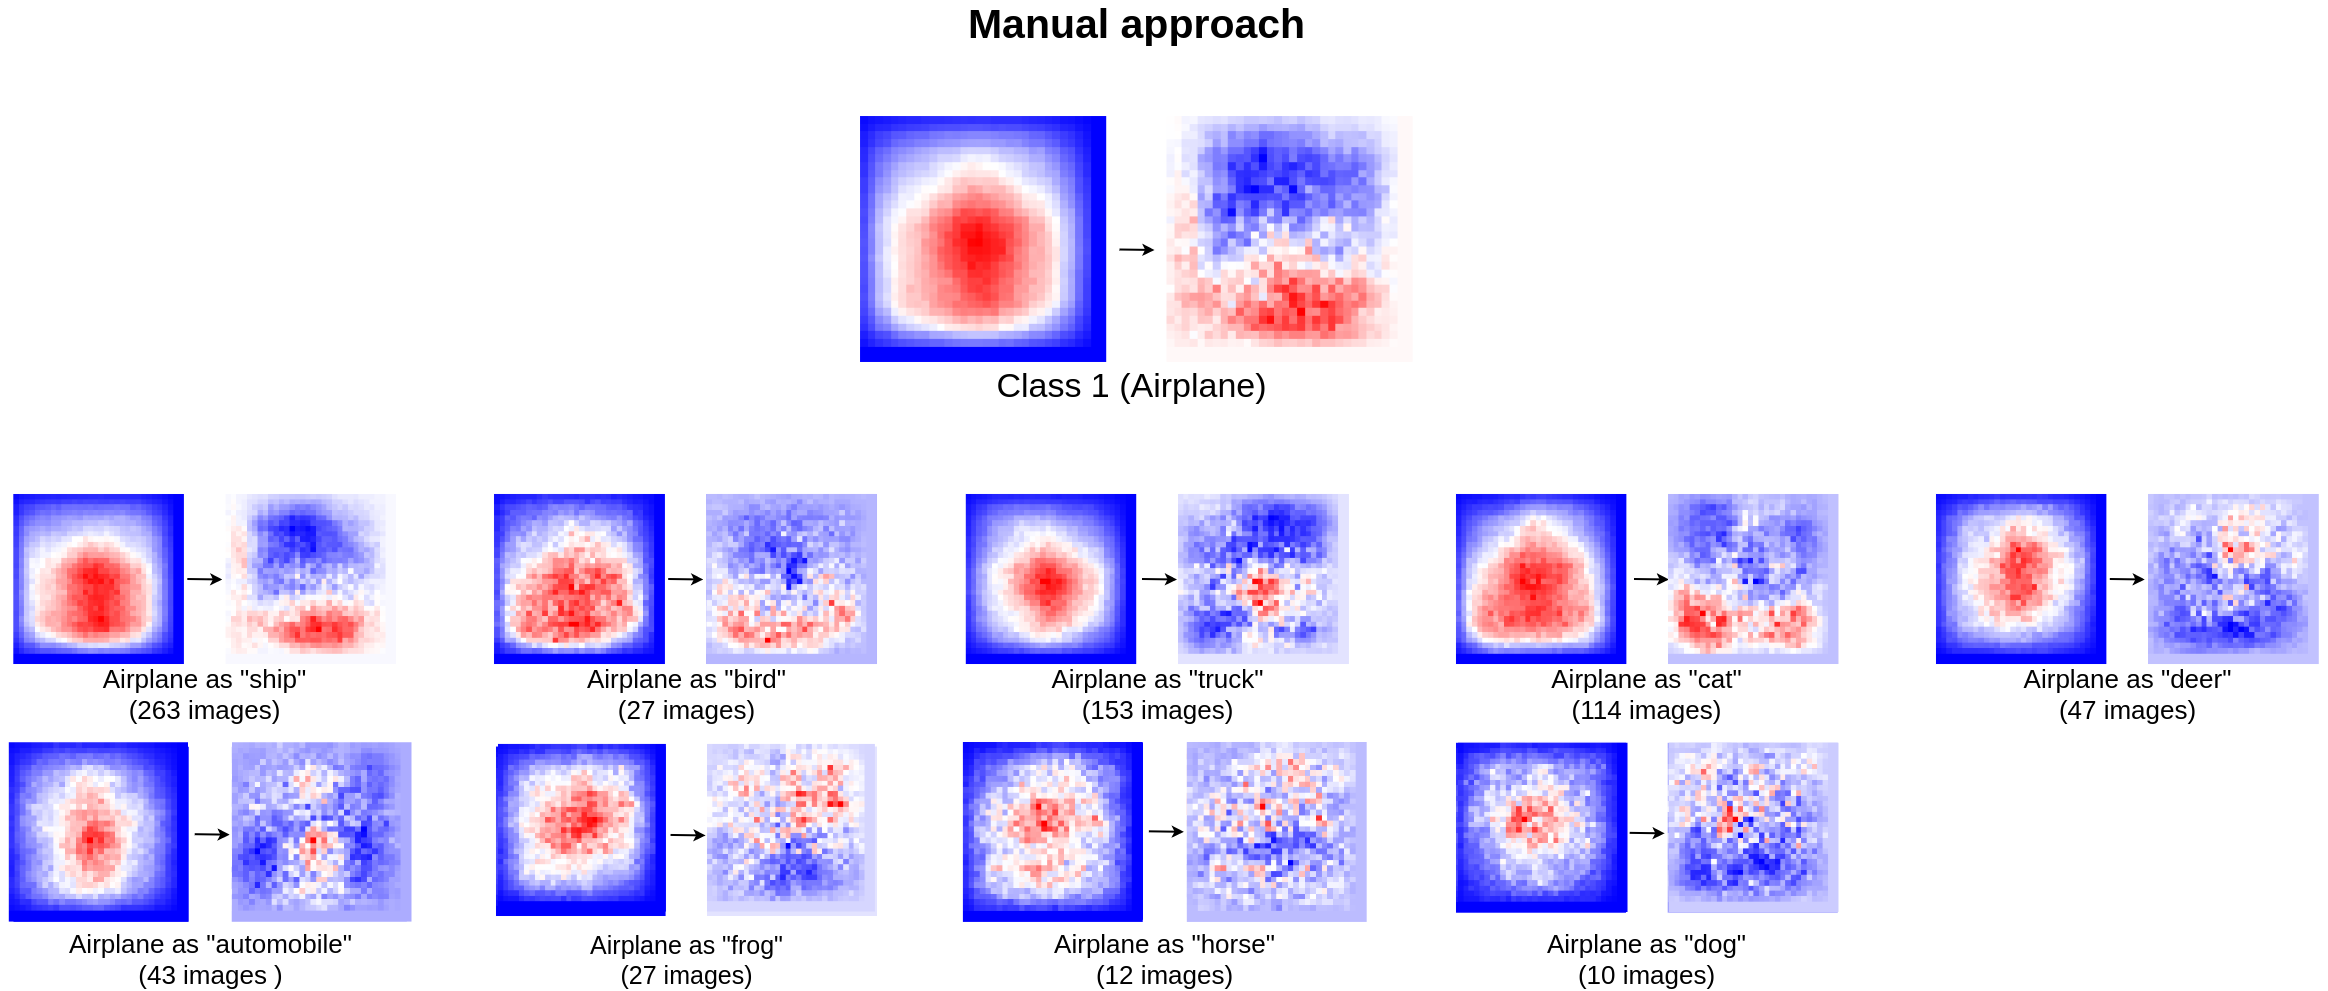 Manual approach
Class 1 (Airplane)
Airplane as "ship"
(263 images)
Airplane as "bird"
(27 images)
Airplane as "truck"
(153 images)
Airplane as "cat"
(114 images)
Airplane as "deer"
(47 images)
Airplane as "automobile"
(43 images )
Airplane as "frog"
(27 images)
Airplane as "horse"
(12 images)
Airplane as "dog"
(10 images)